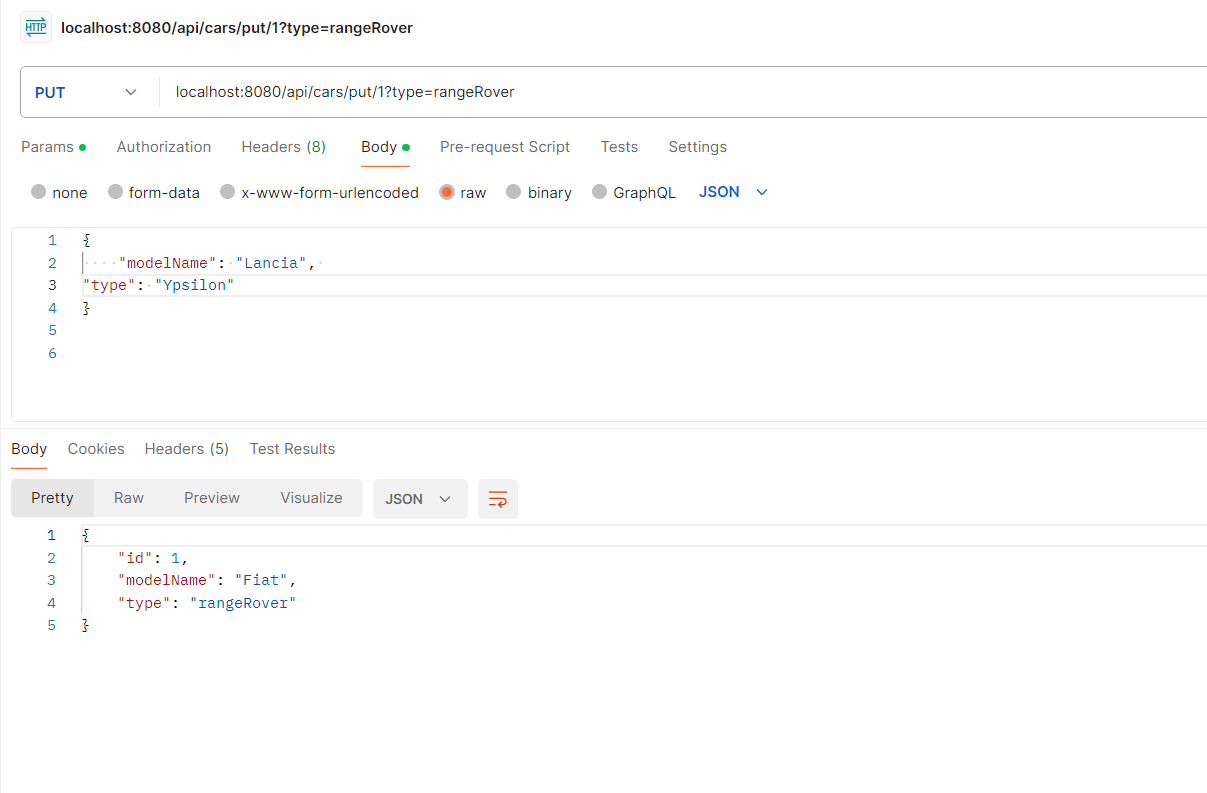 HTTP localhost:8080/api/cars/put/1?type=rangeRover
PUT localhost:8080/api/cars/put/1?type=rangeRover
Params Authorization Headers (8) Body Pre-request Script Tests Settings
none form-data x-www-form-urlencoded raw binary GraphQL JSON
1 {
2 ····"modelName":·"Lancia",·
3 "type":·"Ypsilon"
4 }
5
6
Body Cookies Headers (5) Test Results
Pretty Raw Preview Visualize JSON
1 {
2 "id": 1,
3 "modelName": "Fiat",
4 "type": "rangeRover"
5 }